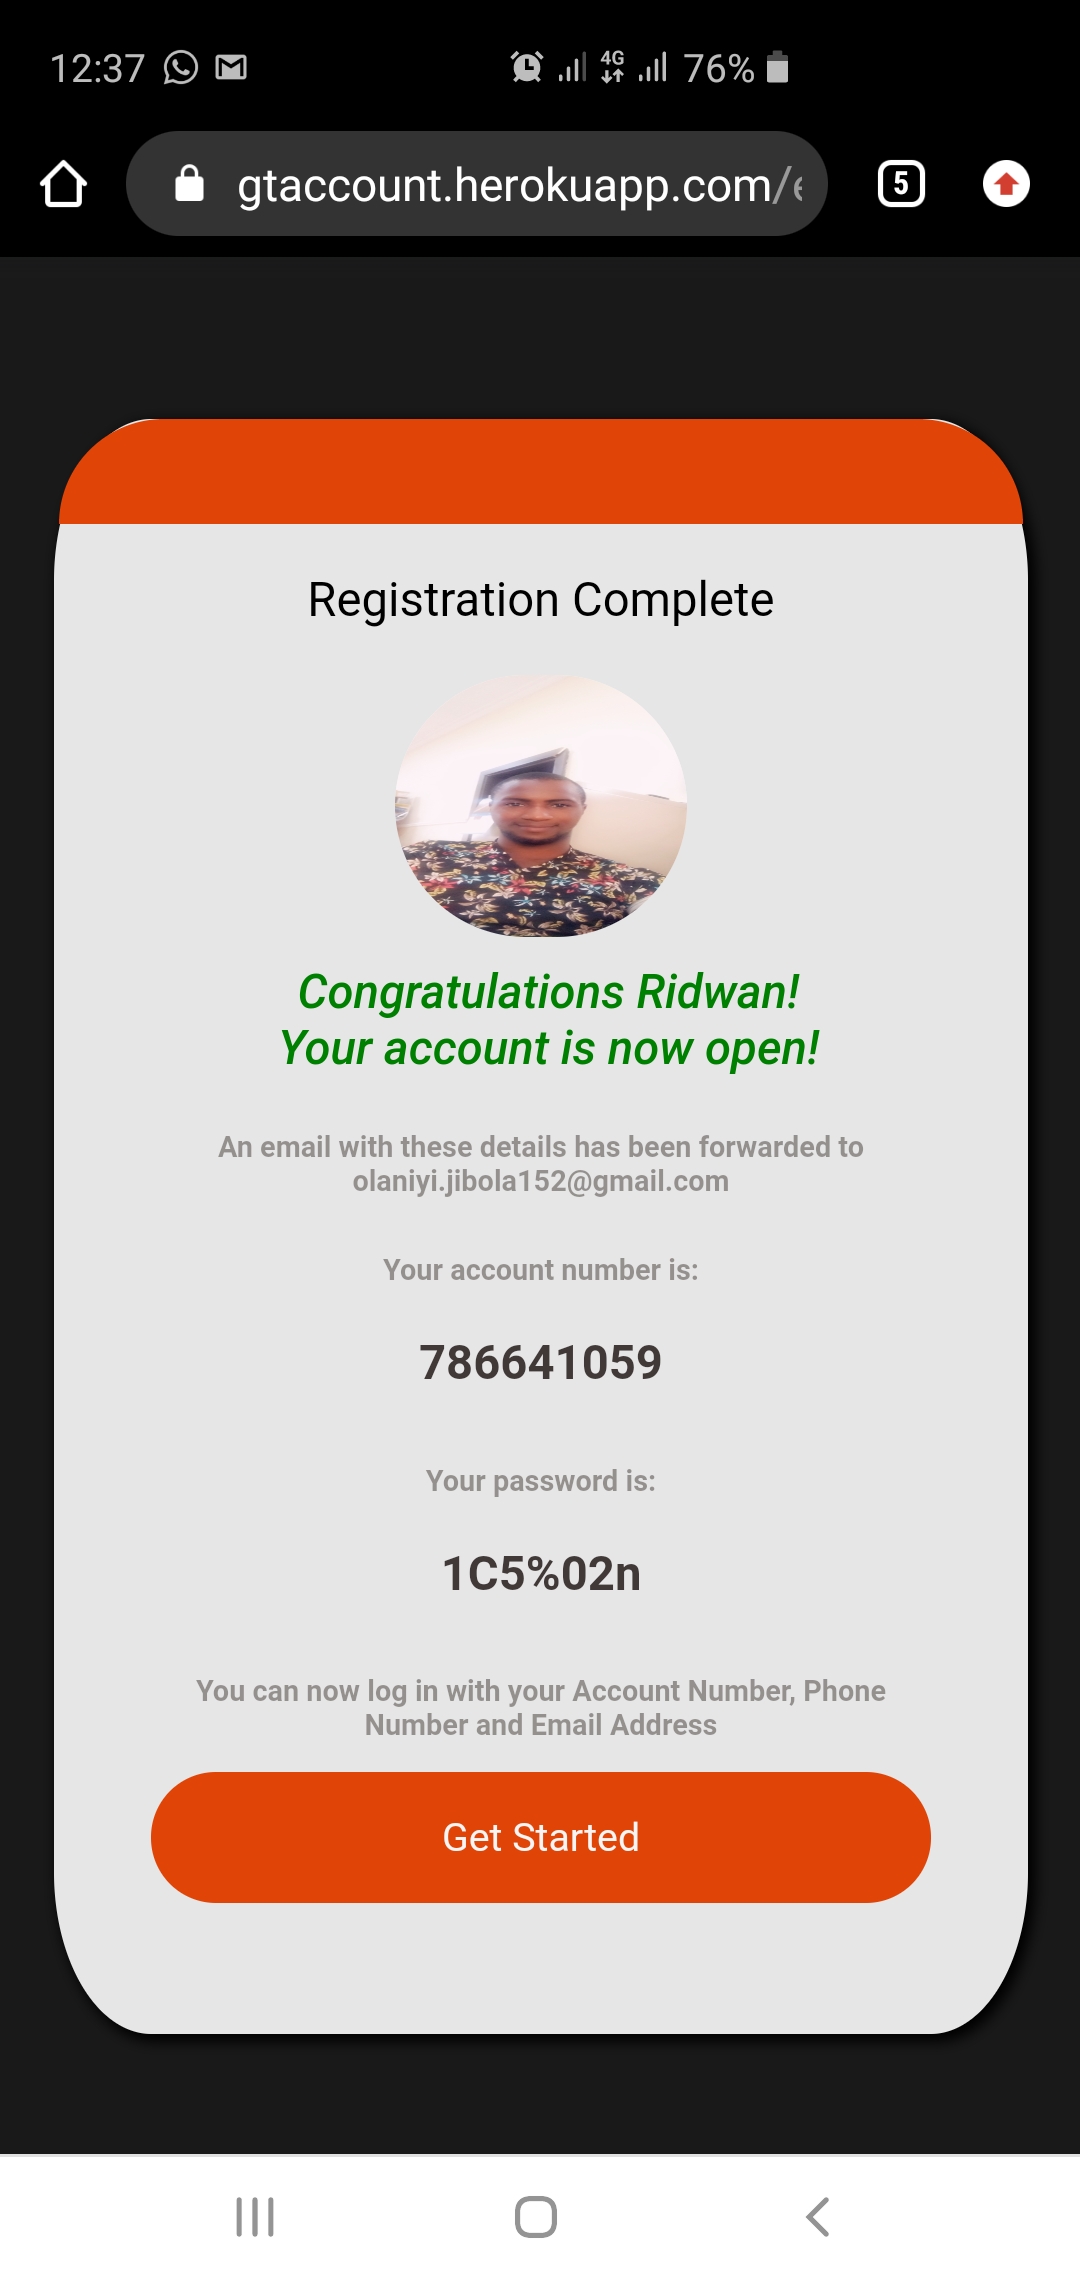 12:37
4G
76%
gtaccount.herokuapp.com/
5
Registration Complete
Congratulations Ridwan!
Your account is now open!
An email with these details has been forwarded to
olaniyi.jibola152@gmail.com
Your account number is:
786641059
Your password is:
1C5%02n
You can now log in with your Account Number, Phone
Number and Email Address
Get Started